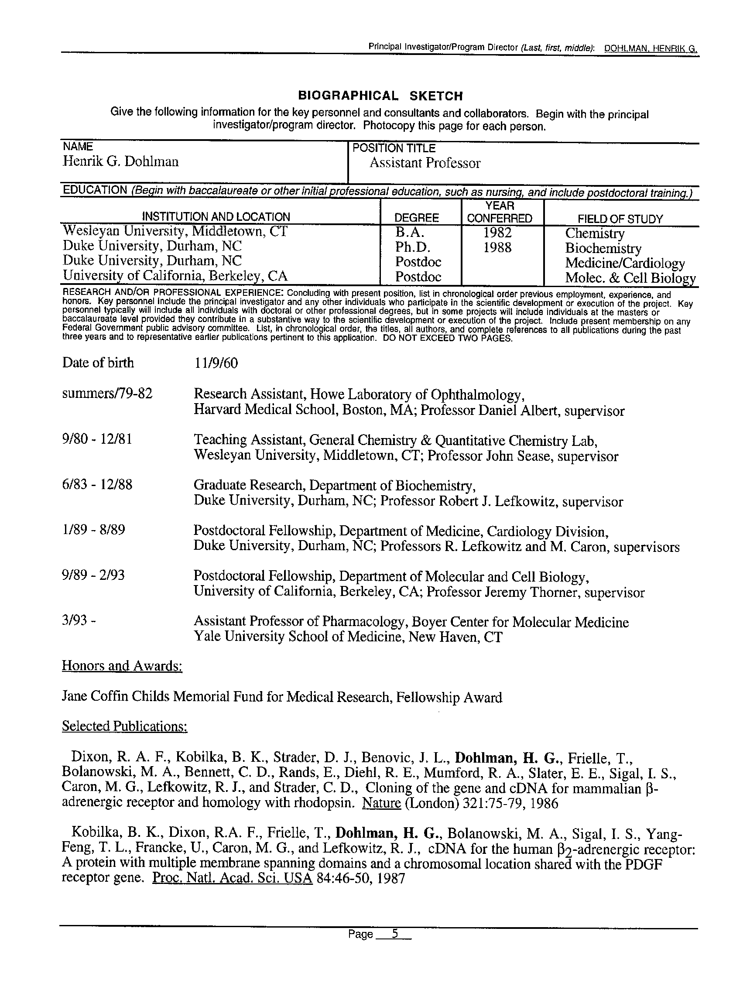 Principal Investigator/Program Director (Last, first, middle): DOHLMAN, HENRIK G.
BIOGRAPHICAL SKETCH
Give the following information for the key personnel and consultants and collaborators. Begin with the principal
investigator/program director. Photocopy this page for each person.
NAME POSITION TITLE
Henrik G. Dohlman Assistant Professor
EDUCATION (Begin with baccalaureate or other initial professional education, such as nursing, and include postdoctoral training.)
INSTITUTION AND LOCATION DEGREE YEAR CONFERRED FIELD OF STUDY
Wesleyan University, Middletown, CT B.A. 1982 Chemistry
Duke University, Durham, NC Ph.D. 1988 Biochemistry
Duke University, Durham, NC Postdoc Medicine/Cardiology
University of California, Berkeley, CA Postdoc Molec. & Cell Biology
RESEARCH AND/OR PROFESSIONAL EXPERIENCE: Concluding with present position, list in chronological order previous employment, experience, and
honors. Key personnel include the principal investigator and any other individuals who participate in the scientific development or execution of the project. Key
personnel typically will include all individuals with doctoral or other professional degrees, but in some projects will include individuals at the masters or
baccalaureate level provided they contribute in a substantive way to the scientific development or execution of the project. Include present membership on any
Federal Government public advisory committee. List, in chronological order, the titles, all authors, and complete references to all publications during the past
three years and to representative earlier publications pertinent to this application. DO NOT EXCEED TWO PAGES.
Date of birth 11/9/60
summers/79-82 Research Assistant, Howe Laboratory of Ophthalmology,
Harvard Medical School, Boston, MA; Professor Daniel Albert, supervisor
9/80 - 12/81 Teaching Assistant, General Chemistry & Quantitative Chemistry Lab,
Wesleyan University, Middletown, CT; Professor John Sease, supervisor
6/83 - 12/88 Graduate Research, Department of Biochemistry,
Duke University, Durham, NC; Professor Robert J. Lefkowitz, supervisor
1/89 - 8/89 Postdoctoral Fellowship, Department of Medicine, Cardiology Division,
Duke University, Durham, NC; Professors R. Lefkowitz and M. Caron, supervisors
9/89 - 2/93 Postdoctoral Fellowship, Department of Molecular and Cell Biology,
University of California, Berkeley, CA; Professor Jeremy Thorner, supervisor
3/93 - Assistant Professor of Pharmacology, Boyer Center for Molecular Medicine
Yale University School of Medicine, New Haven, CT
Honors and Awards:
Jane Coffin Childs Memorial Fund for Medical Research, Fellowship Award
Selected Publications:
Dixon, R. A. F., Kobilka, B. K., Strader, D. J., Benovic, J. L., Dohlman, H. G., Frielle, T.,
Bolanowski, M. A., Bennett, C. D., Rands, E., Diehl, R. E., Mumford, R. A., Slater, E. E., Sigal, I. S.,
Caron, M. G., Lefkowitz, R. J., and Strader, C. D., Cloning of the gene and cDNA for mammalian β-
adrenergic receptor and homology with rhodopsin. Nature (London) 321:75-79, 1986
Kobilka, B. K., Dixon, R.A. F., Frielle, T., Dohlman, H. G., Bolanowski, M. A., Sigal, I. S., Yang-
Feng, T. L., Francke, U., Caron, M. G., and Lefkowitz, R. J., cDNA for the human β2-adrenergic receptor:
A protein with multiple membrane spanning domains and a chromosomal location shared with the PDGF
receptor gene. Proc. Natl. Acad. Sci. USA 84:46-50, 1987
Page 5